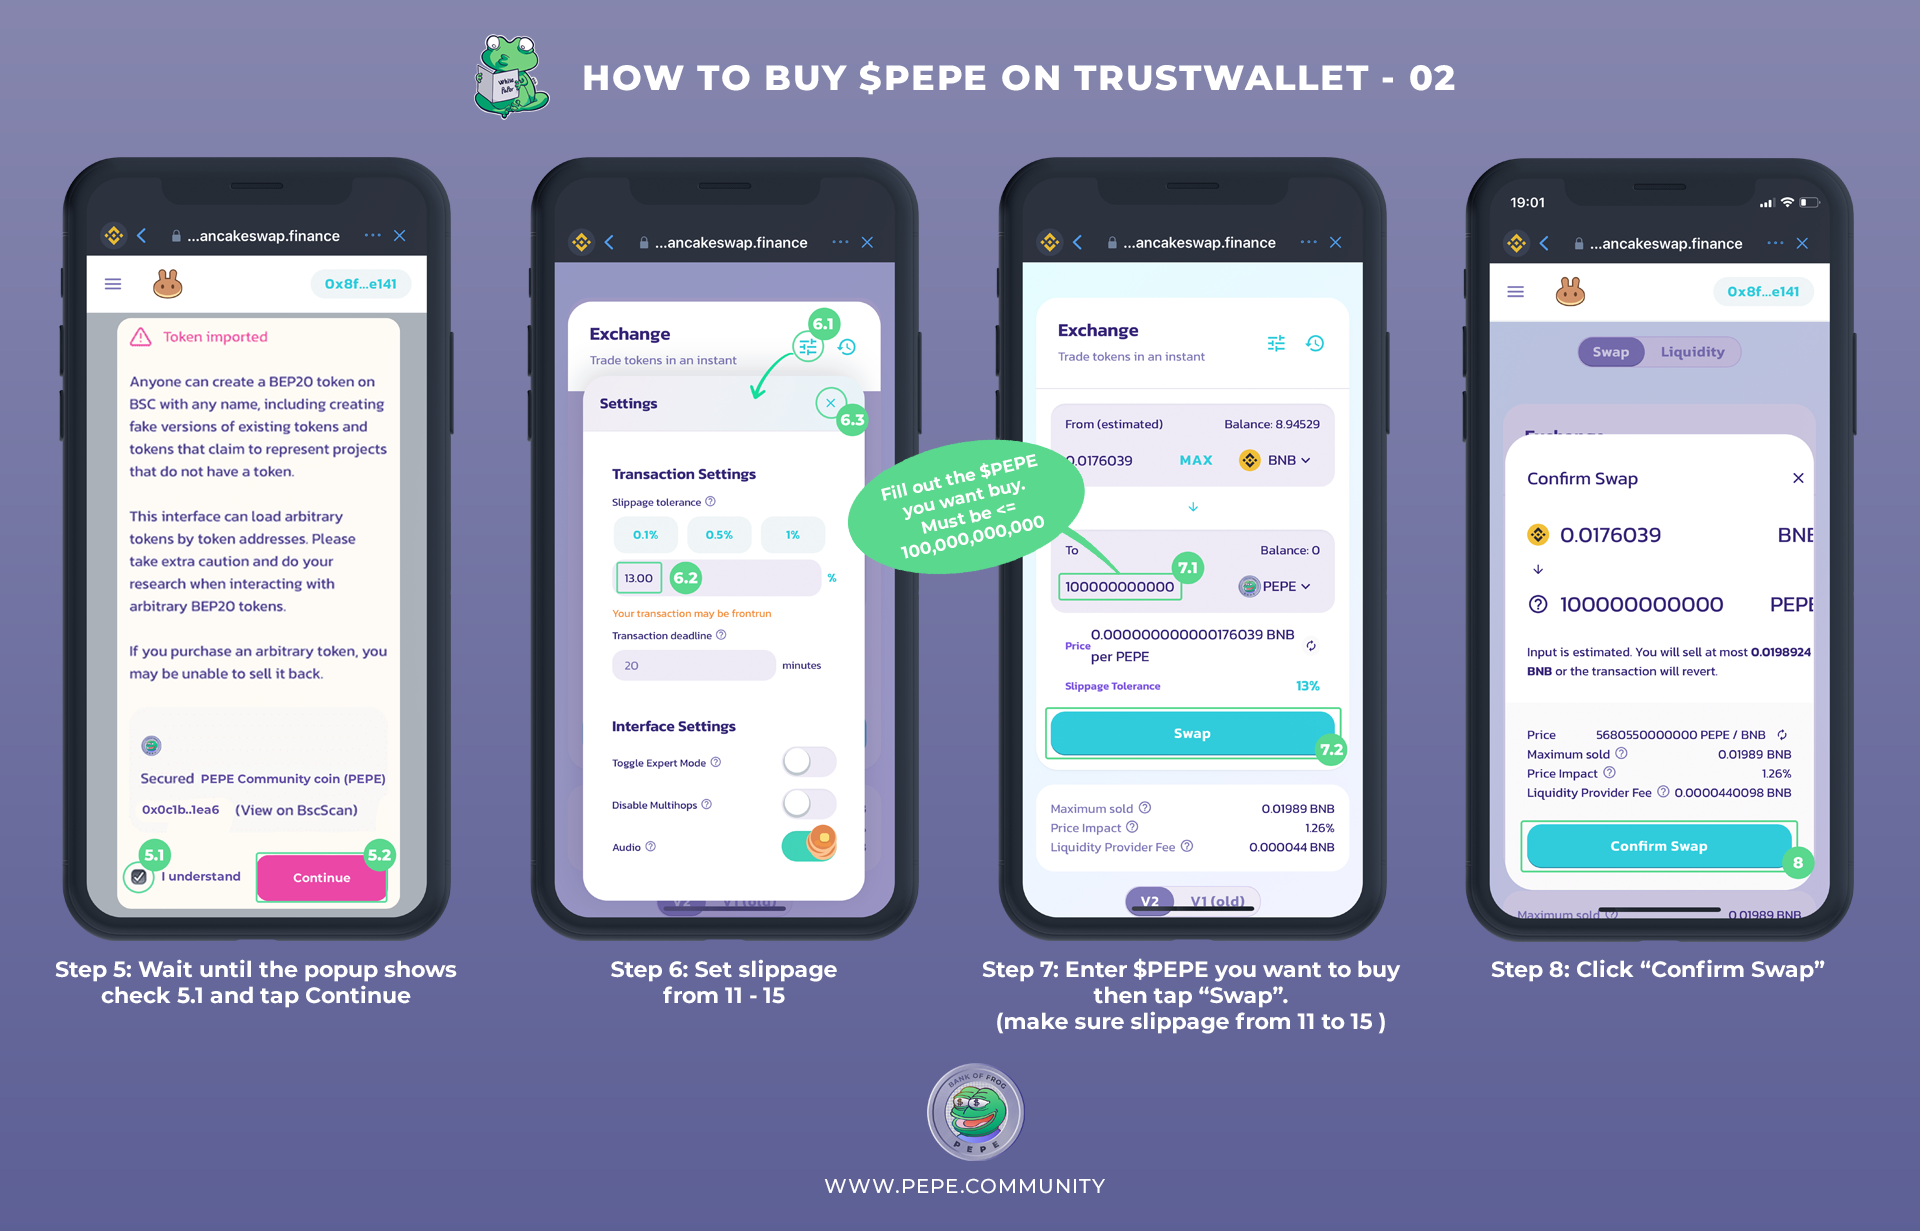 White
PaPer
HOW TO BUY $PEPE ON TRUSTWALLET - 02
...ancakeswap.finance
0x8f...e141
Token imported
Anyone can create a BEP20 token on
BSC with any name, including creating
fake versions of existing tokens and
tokens that claim to represent projects
that do not have a token.
This interface can load arbitrary
tokens by token addresses. Please
take extra caution and do your
research when interacting with
arbitrary BEP20 tokens.
If you purchase an arbitrary token, you
may be unable to sell it back.
Secured PEPE Community coin (PEPE)
0x0c1b..1ea6 (View on BscScan)
5.1
5.2
I understand
Continue
Step 5: Wait until the popup shows
check 5.1 and tap Continue
...ancakeswap.finance
6.1
Exchange
Trade tokens in an instant
Settings
6.3
Transaction Settings
Slippage tolerance
0.1%
0.5%
1%
13.00
6.2
%
Your transaction may be frontrun
Transaction deadline
20
minutes
Interface Settings
Toggle Expert Mode
Disable Multihops
Audio
V2 V1 (old)
Step 6: Set slippage
from 11 - 15
...ancakeswap.finance
Exchange
Trade tokens in an instant
From (estimated)
Balance: 8.94529
0.0176039
MAX
BNB
Fill out the $PEPE
you want buy.
Must be <=
100,000,000,000
To
Balance: 0
7.1
100000000000
PEPE
Price
0.000000000000176039 BNB
per PEPE
Slippage Tolerance
13%
Swap
7.2
Maximum sold
0.01989 BNB
Price Impact
1.26%
Liquidity Provider Fee
0.000044 BNB
V2 V1 (old)
Step 7: Enter $PEPE you want to buy
then tap “Swap”.
(make sure slippage from 11 to 15 )
19:01
...ancakeswap.finance
0x8f...e141
Swap
Liquidity
Exchange
Confirm Swap
0.0176039
BNB
100000000000
PEPE
Input is estimated. You will sell at most 0.0198924
BNB or the transaction will revert.
Price
5680550000000 PEPE / BNB
Maximum sold
0.01989 BNB
Price Impact
1.26%
Liquidity Provider Fee
0.0000440098 BNB
Confirm Swap
8
Maximum sold
0.01989 BNB
Step 8: Click “Confirm Swap”
BANK OF FROG
PEPE
WWW.PEPE.COMMUNITY